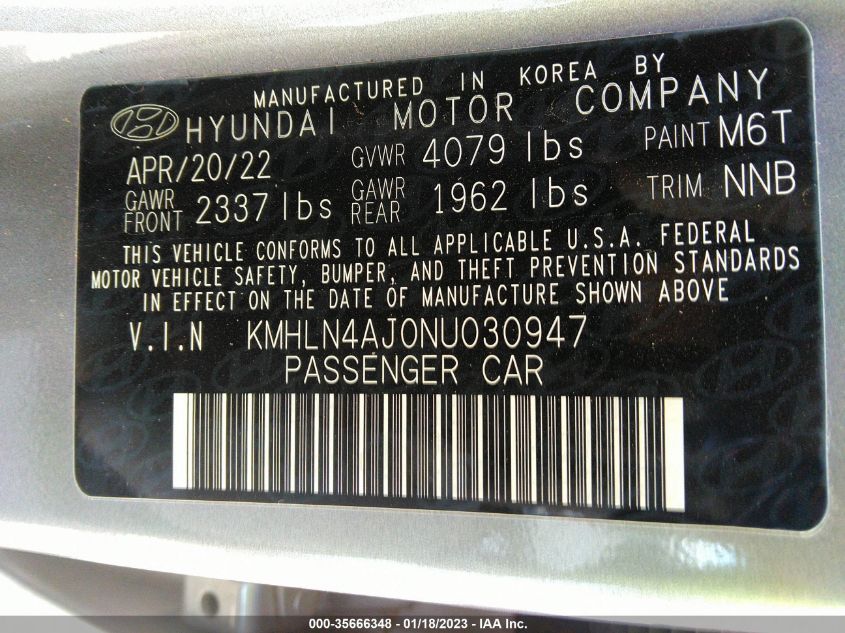 MANUFACTURED IN KOREA BY
HYUNDAI MOTOR COMPANY
APR/20/22 GVWR 4079 lbs PAINT M6T
GAWR FRONT 2337 lbs GAWR REAR 1962 lbs TRIM NNB
THIS VEHICLE CONFORMS TO ALL APPLICABLE U.S.A. FEDERAL
MOTOR VEHICLE SAFETY, BUMPER, AND THEFT PREVENTION STANDARDS
IN EFFECT ON THE DATE OF MANUFACTURE SHOWN ABOVE
V.I.N KMHLN4AJ0NU030947
PASSENGER CAR
000-35666348 - 01/18/2023 - IAA Inc.